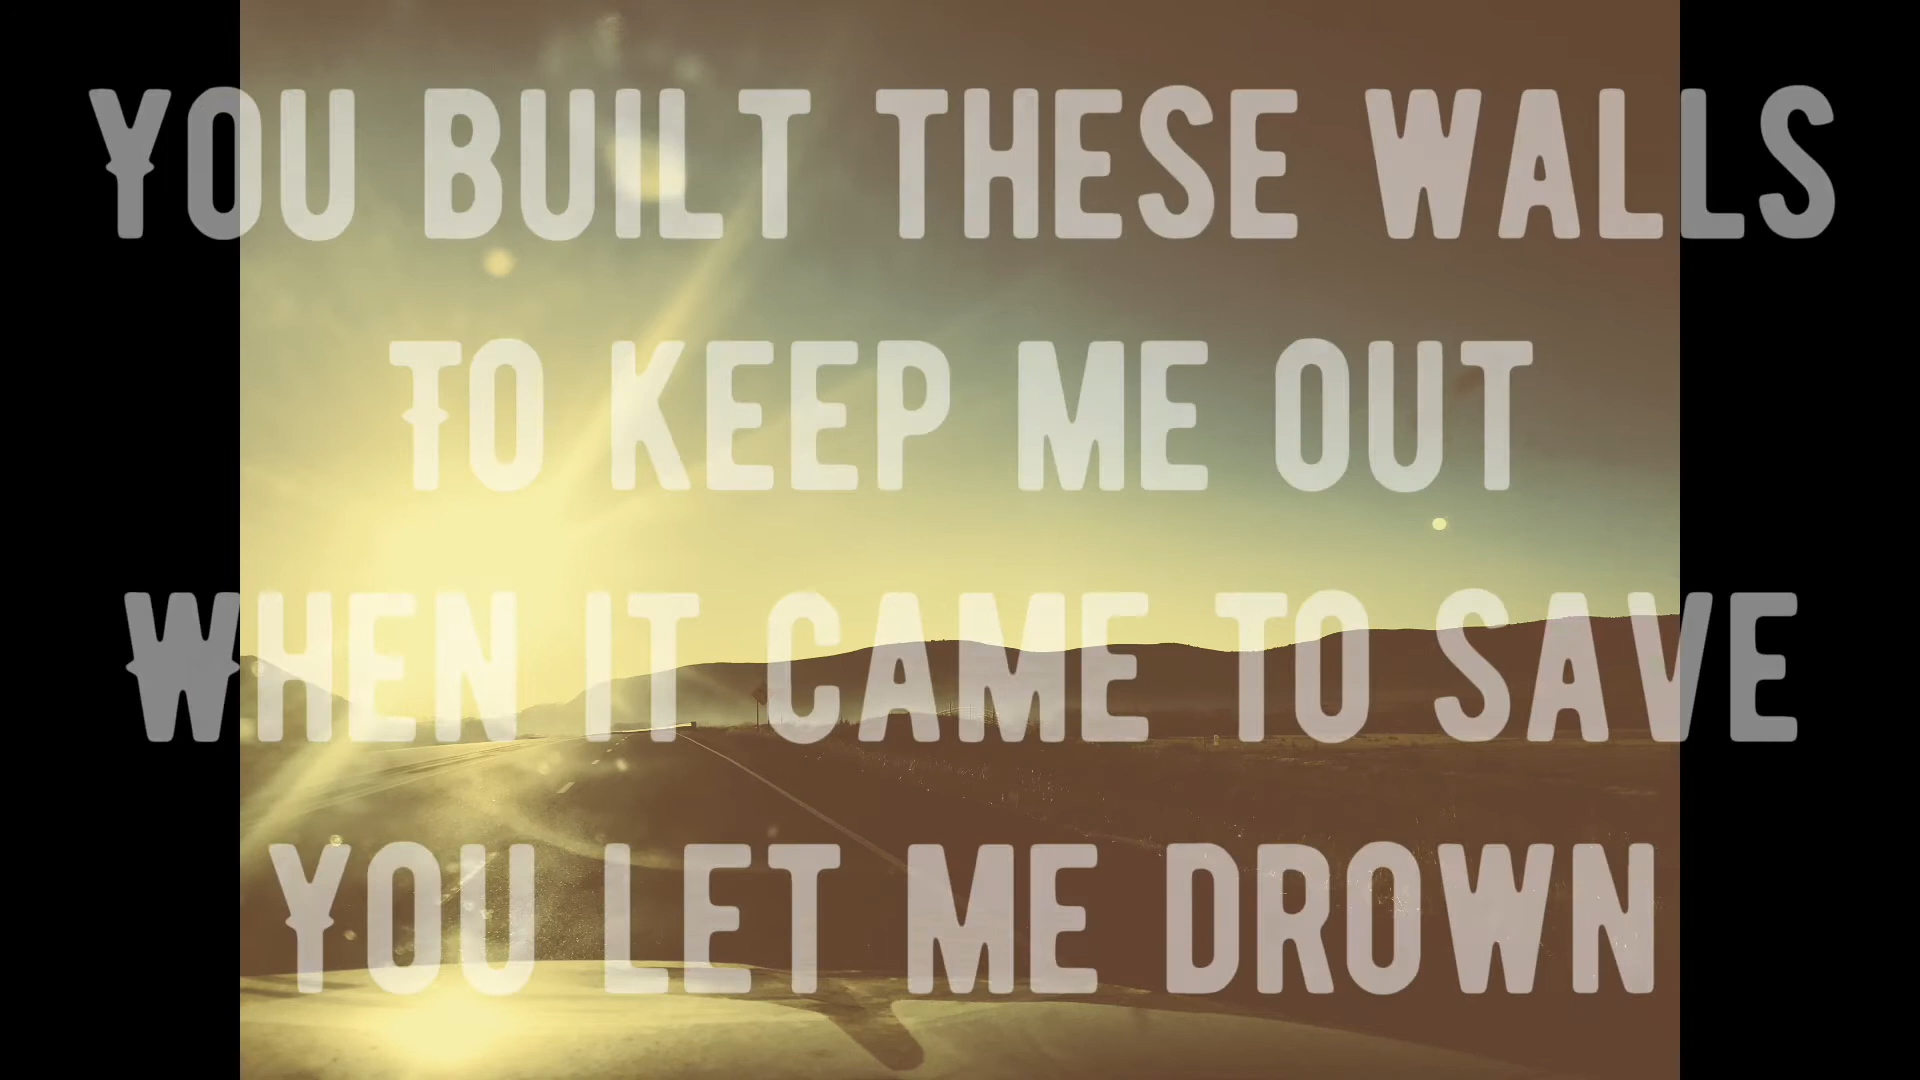 YOU BUILT THESE WALLS
TO KEEP ME OUT
WHEN IT CAME TO SAVE
YOU LET ME DROWN